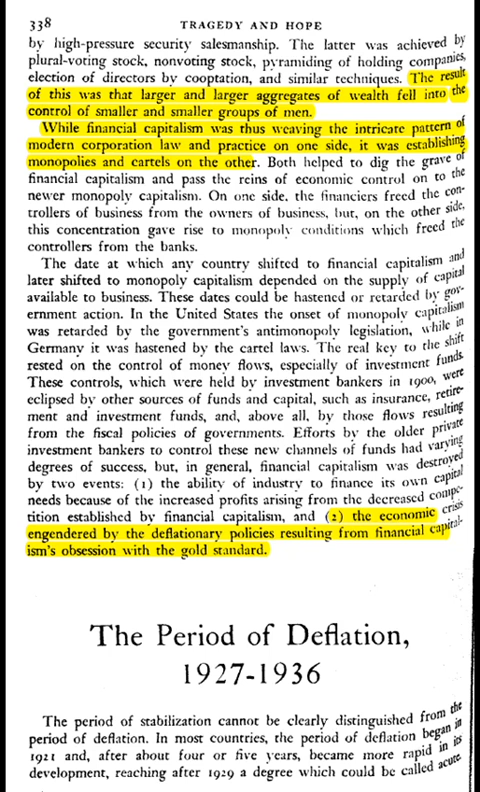 338 TRAGEDY AND HOPE
by high-pressure security salesmanship. The latter was achieved by
plural-voting stock, nonvoting stock, pyramiding of holding companies,
election of directors by cooptation, and similar techniques. The result
of this was that larger and larger aggregates of wealth fell into the
control of smaller and smaller groups of men.
While financial capitalism was thus weaving the intricate pattern of
modern corporation law and practice on one side, it was establishing
monopolies and cartels on the other. Both helped to dig the grave of
financial capitalism and pass the reins of economic control on to the
newer monopoly capitalism. On one side, the financiers freed the con-
trollers of business from the owners of business, but, on the other side,
this concentration gave rise to monopoly conditions which freed the
controllers from the banks.
The date at which any country shifted to financial capitalism and
later shifted to monopoly capitalism depended on the supply of capital
available to business. These dates could be hastened or retarded by gov-
ernment action. In the United States the onset of monopoly capitalism
was retarded by the government's antimonopoly legislation, while in
Germany it was hastened by the cartel laws. The real key to the shift
rested on the control of money flows, especially of investment funds.
These controls, which were held by investment bankers in 1900, were
eclipsed by other sources of funds and capital, such as insurance, retire-
ment and investment funds, and, above all, by those flows resulting
from the fiscal policies of governments. Efforts by the older private
investment bankers to control these new channels of funds had varying
degrees of success, but, in general, financial capitalism was destroyed
by two events: (1) the ability of industry to finance its own capital
needs because of the increased profits arising from the decreased compe-
tition established by financial capitalism, and (2) the economic crisis
engendered by the deflationary policies resulting from financial capital-
ism's obsession with the gold standard.
The Period of Deflation,
1927-1936
The period of stabilization cannot be clearly distinguished from the
period of deflation. In most countries, the period of deflation began in
1921 and, after about four or five years, became more rapid in its
development, reaching after 1929 a degree which could be called acute.